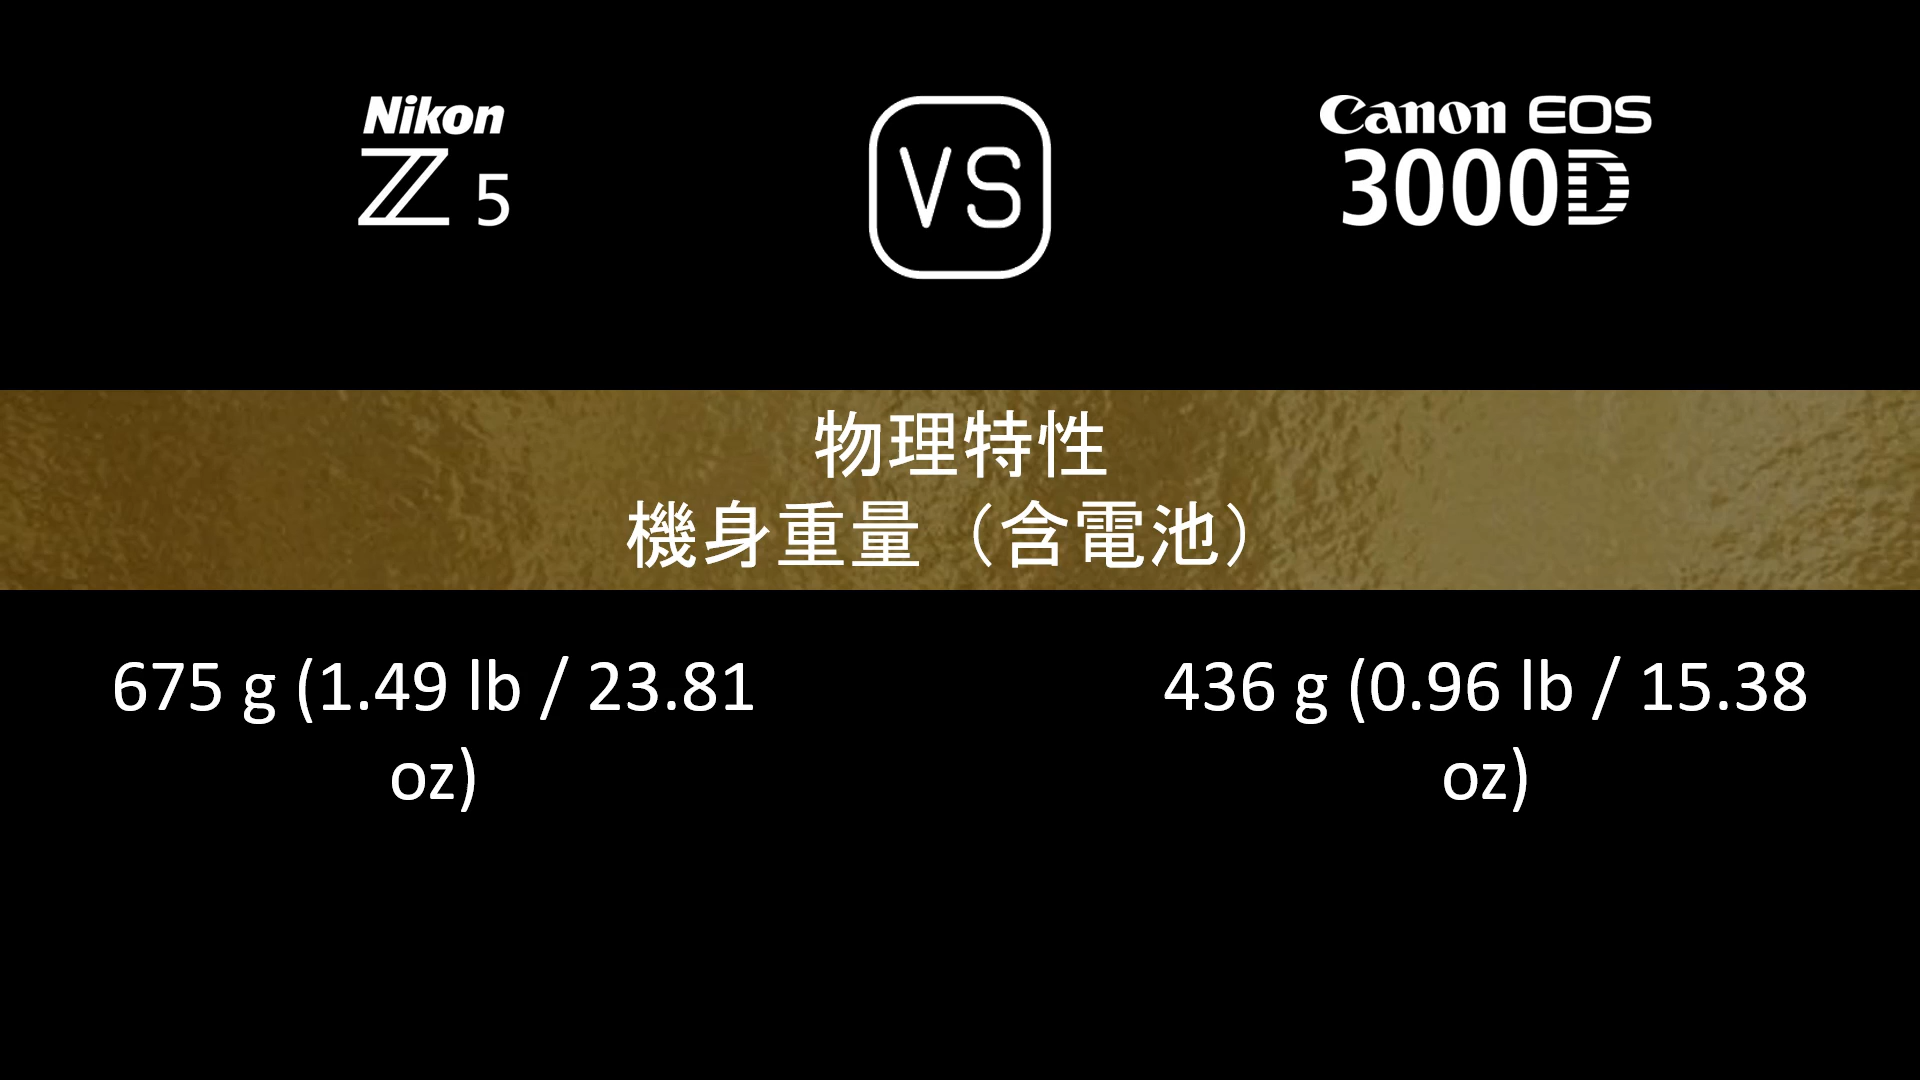 Nikon
Z 5
VS
Canon EOS
3000D
物理特性
機身重量（含電池）
675 g (1.49 lb / 23.81
oz)
436 g (0.96 lb / 15.38
oz)